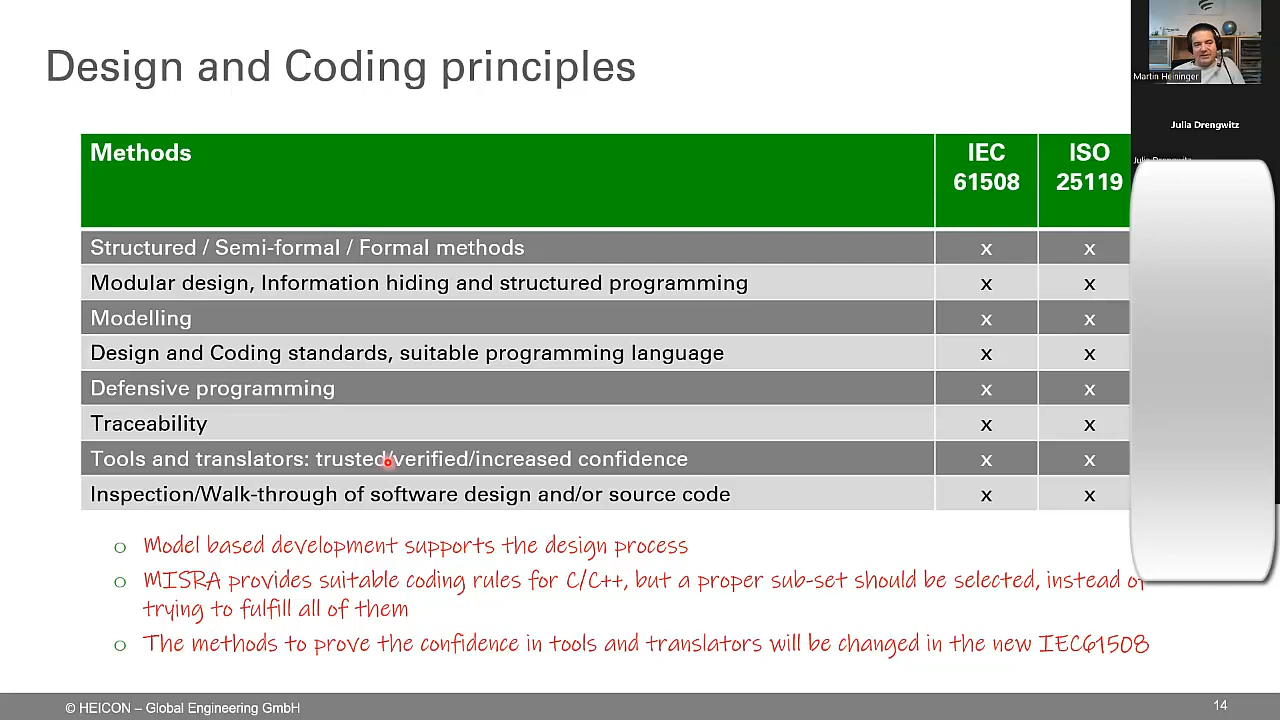 Design and Coding principles
Martin Heininger
Julia Drengwitz
Methods IEC 61508 ISO 25119
Structured / Semi-formal / Formal methods x x
Modular design, Information hiding and structured programming x x
Modelling x x
Design and Coding standards, suitable programming language x x
Defensive programming x x
Traceability x x
Tools and translators: trusted/verified/increased confidence x x
Inspection/Walk-through of software design and/or source code x x
o Model based development supports the design process
o MISRA provides suitable coding rules for C/C++, but a proper sub-set should be selected, instead of
trying to fulfill all of them
o The methods to prove the confidence in tools and translators will be changed in the new IEC61508
© HEICON – Global Engineering GmbH
14